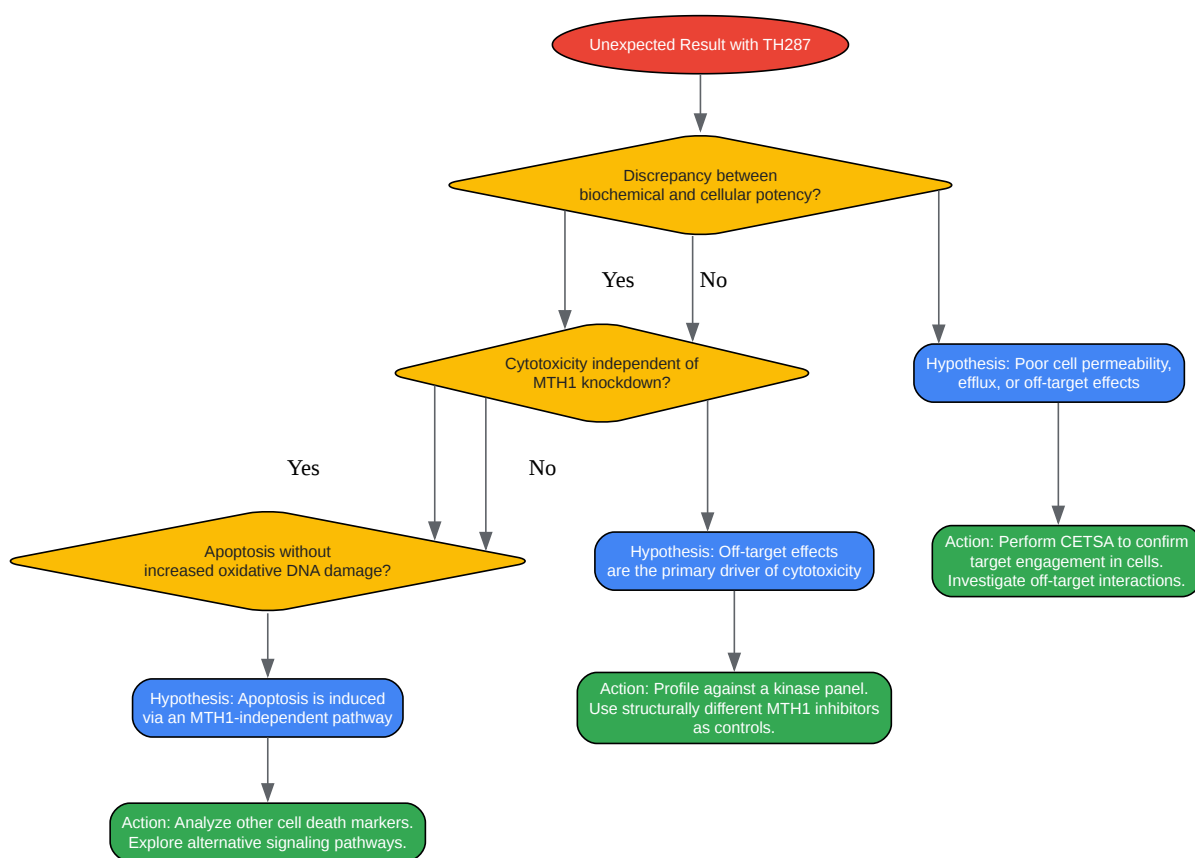 Unexpected Result with TH287
Discrepancy between
biochemical and cellular potency?
Yes
No
Cytotoxicity independent of
MTH1 knockdown?
Hypothesis: Poor cell permeability,
efflux, or off-target effects
Yes
No
Apoptosis without
increased oxidative DNA damage?
Hypothesis: Off-target effects
are the primary driver of cytotoxicity
Action: Perform CETSA to confirm
target engagement in cells.
Investigate off-target interactions.
Hypothesis: Apoptosis is induced
via an MTH1-independent pathway
Action: Profile against a kinase panel.
Use structurally different MTH1 inhibitors
as controls.
Action: Analyze other cell death markers.
Explore alternative signaling pathways.